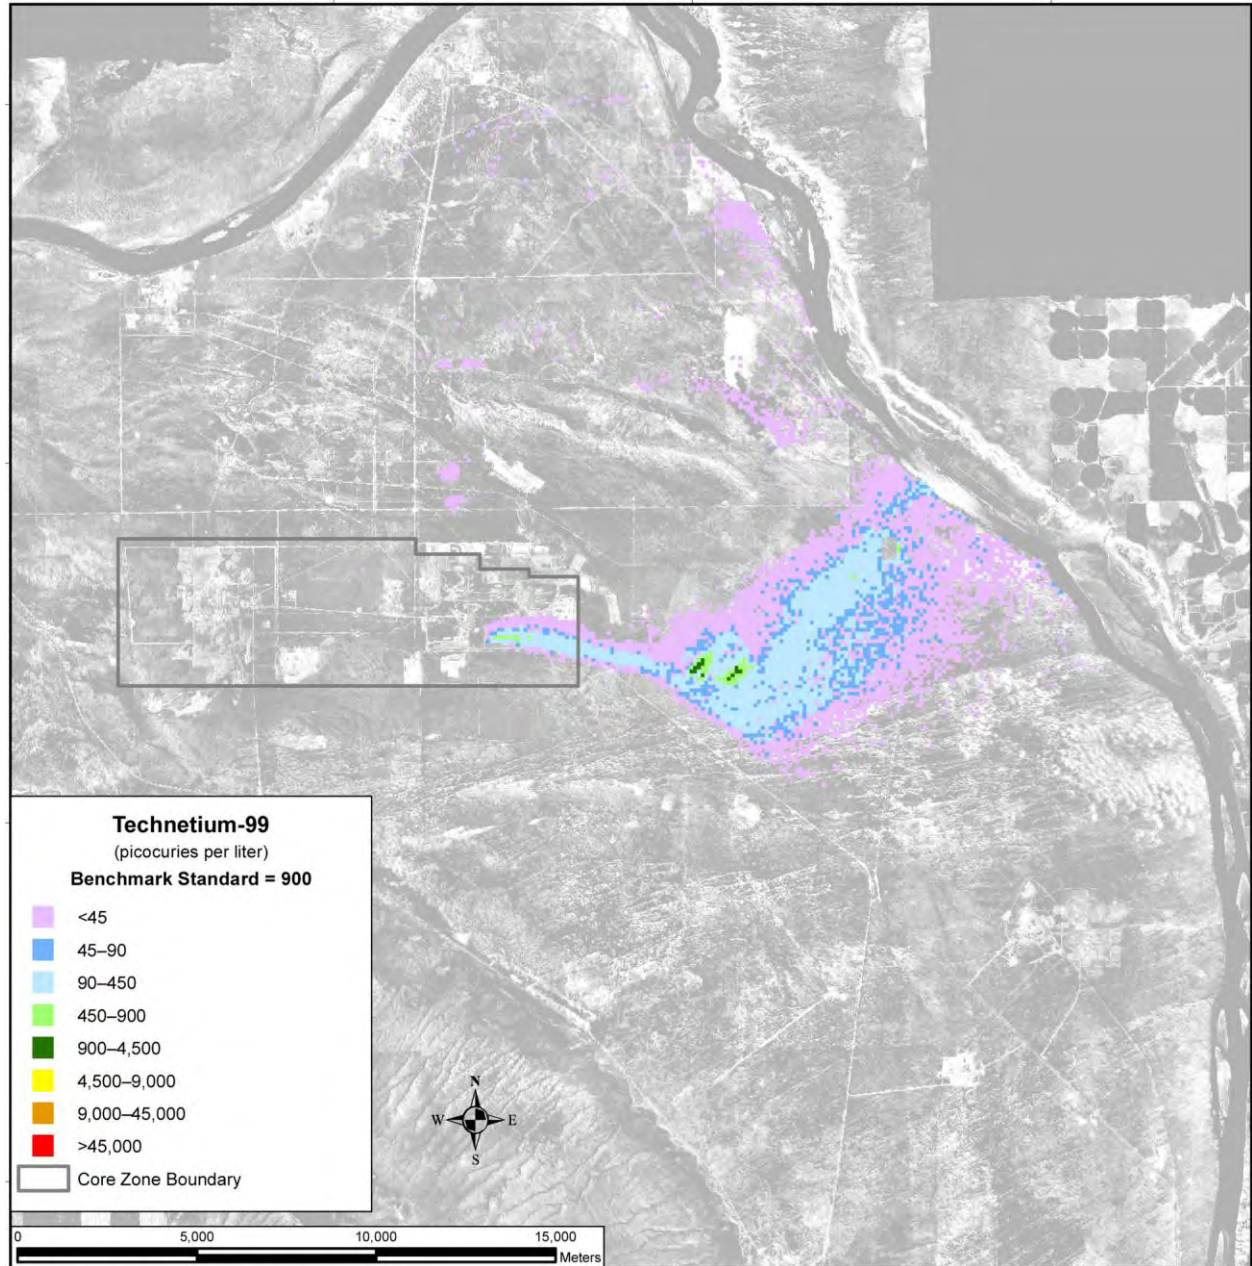 Technetium-99
(picocuries per liter)
Benchmark Standard = 900
<45
45–90
90–450
450–900
900–4,500
4,500–9,000
9,000–45,000
>45,000
Core Zone Boundary
N
W E
S
0 5,000 10,000 15,000
Meters